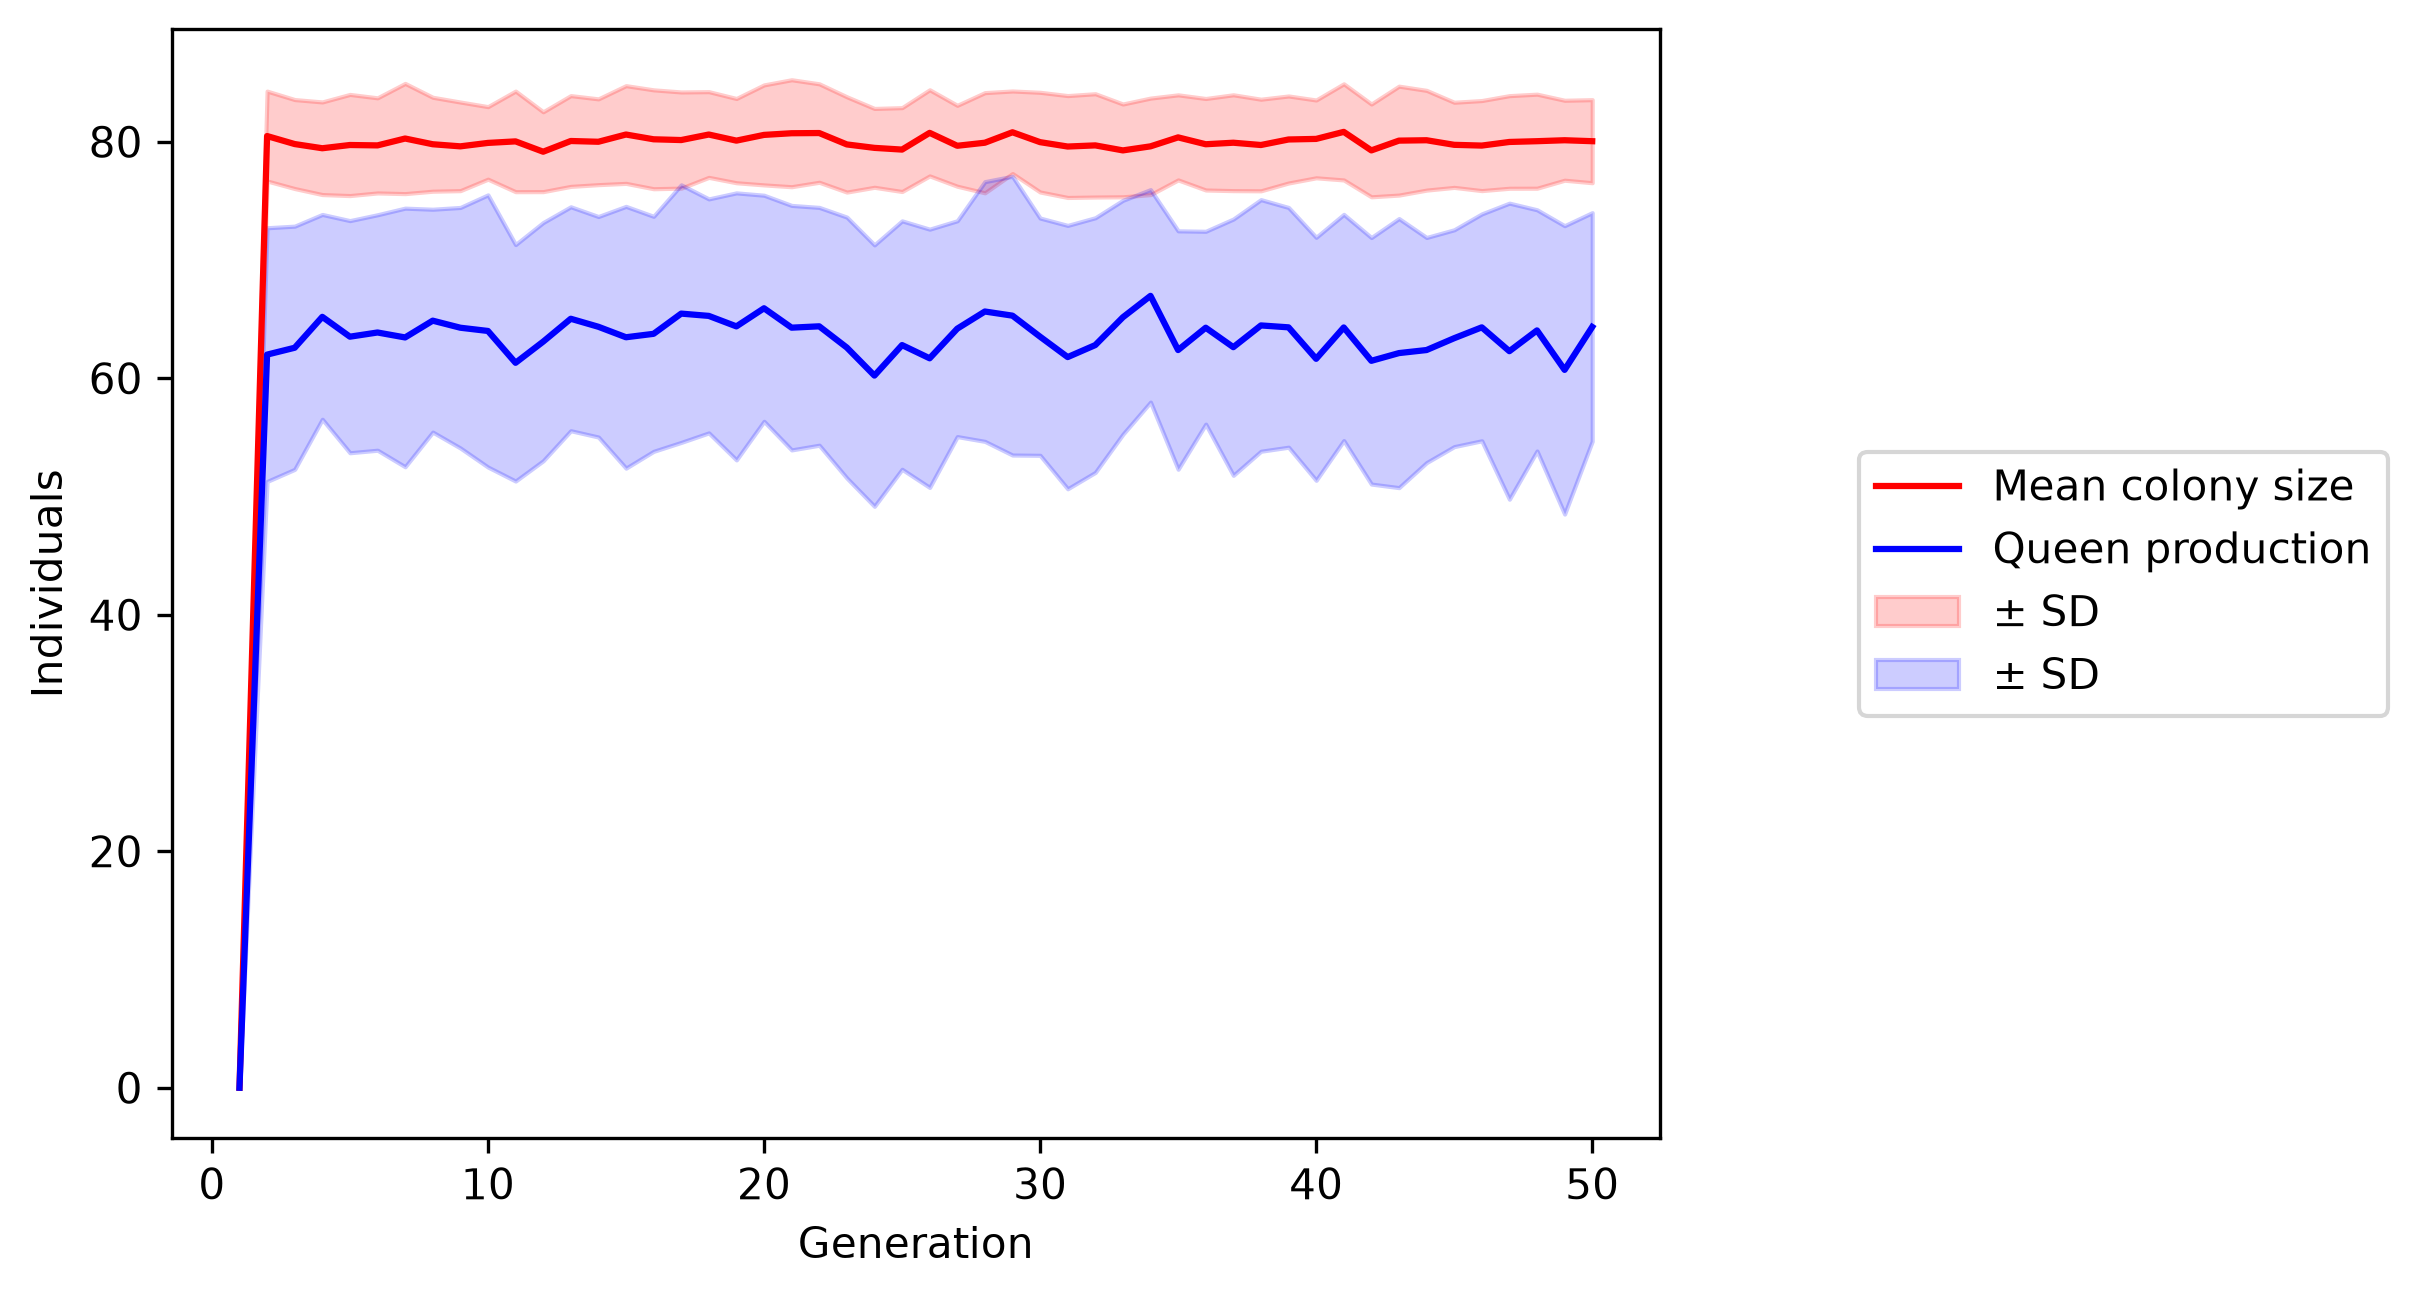 80
60
40
20
0
Individuals
0 10 20 30 40 50
Generation
Mean colony size
Queen production
± SD
± SD